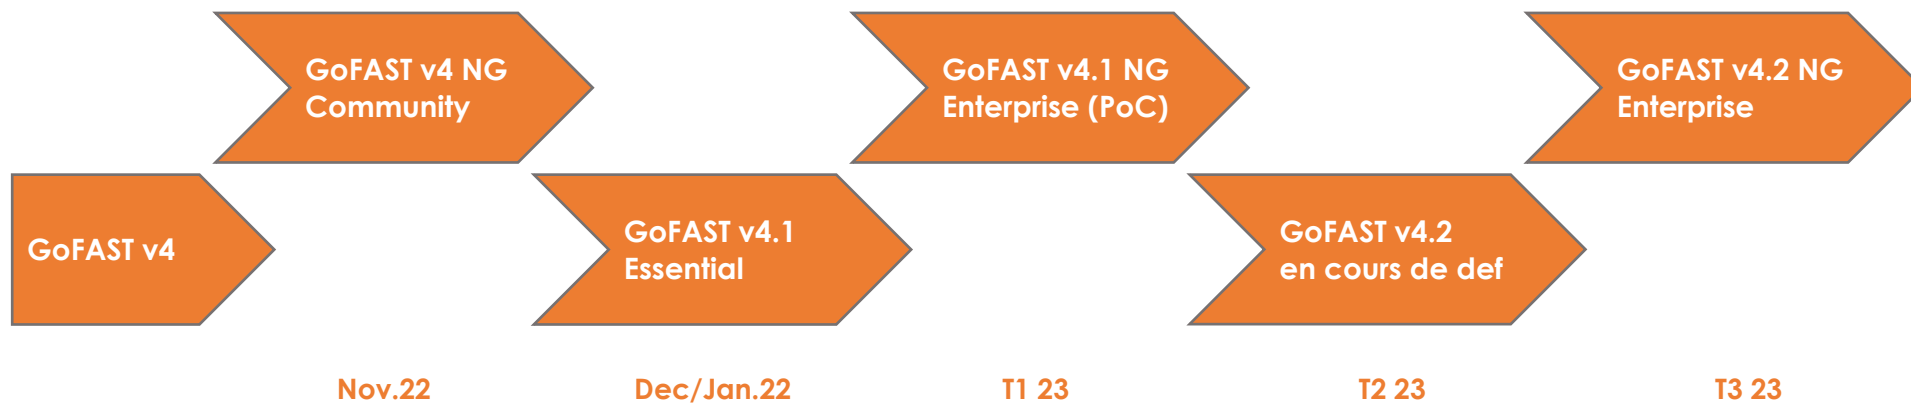 GoFAST v4 NG
Community
GoFAST v4.1 NG
Enterprise (PoC)
GoFAST v4.2 NG
Enterprise
GoFAST v4
GoFAST v4.1
Essential
GoFAST v4.2
en cours de def
Nov.22
Dec/Jan.22
T1 23
T2 23
T3 23